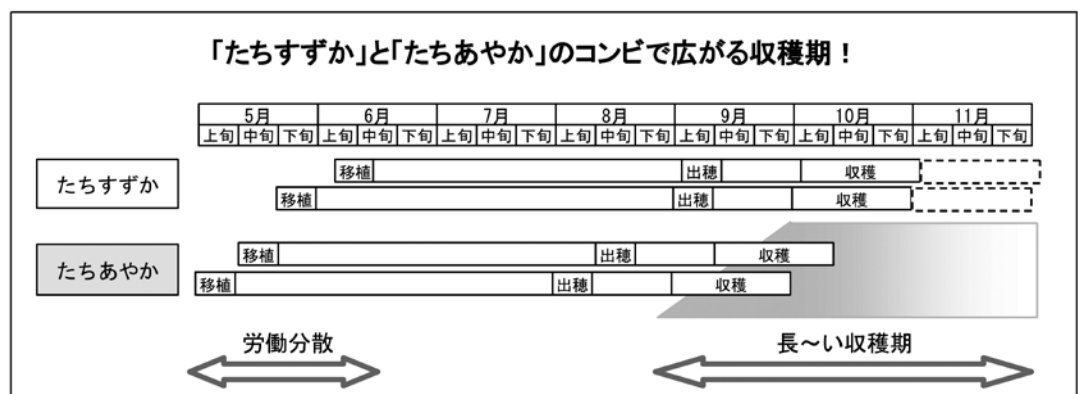 「たちすずか」と「たちあやか」のコンビで広がる収穫期！
5月 6月 7月 8月 9月 10月 11月
上旬 中旬 下旬 上旬 中旬 下旬 上旬 中旬 下旬 上旬 中旬 下旬 上旬 中旬 下旬 上旬 中旬 下旬 上旬 中旬 下旬
たちすずか
移植 出穂 収穫
移植 出穂 収穫
たちあやか
移植 出穂 収穫
移植 出穂 収穫
労働分散 長～い収穫期